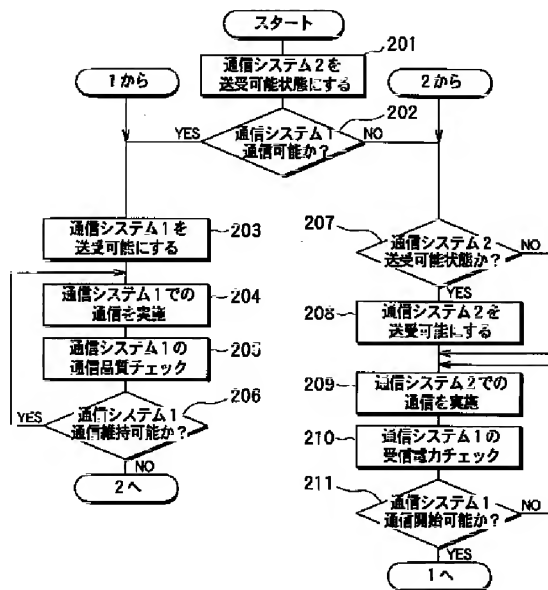 スタート
201
通信システム2を
送受可能状態にする
1から
2から
202
YES
通信システム1
通信可能か?
NO
203
通信システム1を
送受可能にする
204
通信システム1での
通信を実施
205
通信システム1の
通信品質チェック
206
YES
通信システム1
通信維持可能か?
NO
2へ
207
通信システム2
送受可能状態か?
NO
YES
208
通信システム2を
送受可能にする
209
通信システム2での
通信を実施
210
通信システム1の
受信電力チェック
211
通信システム1
通信開始可能か?
NO
YES
1へ